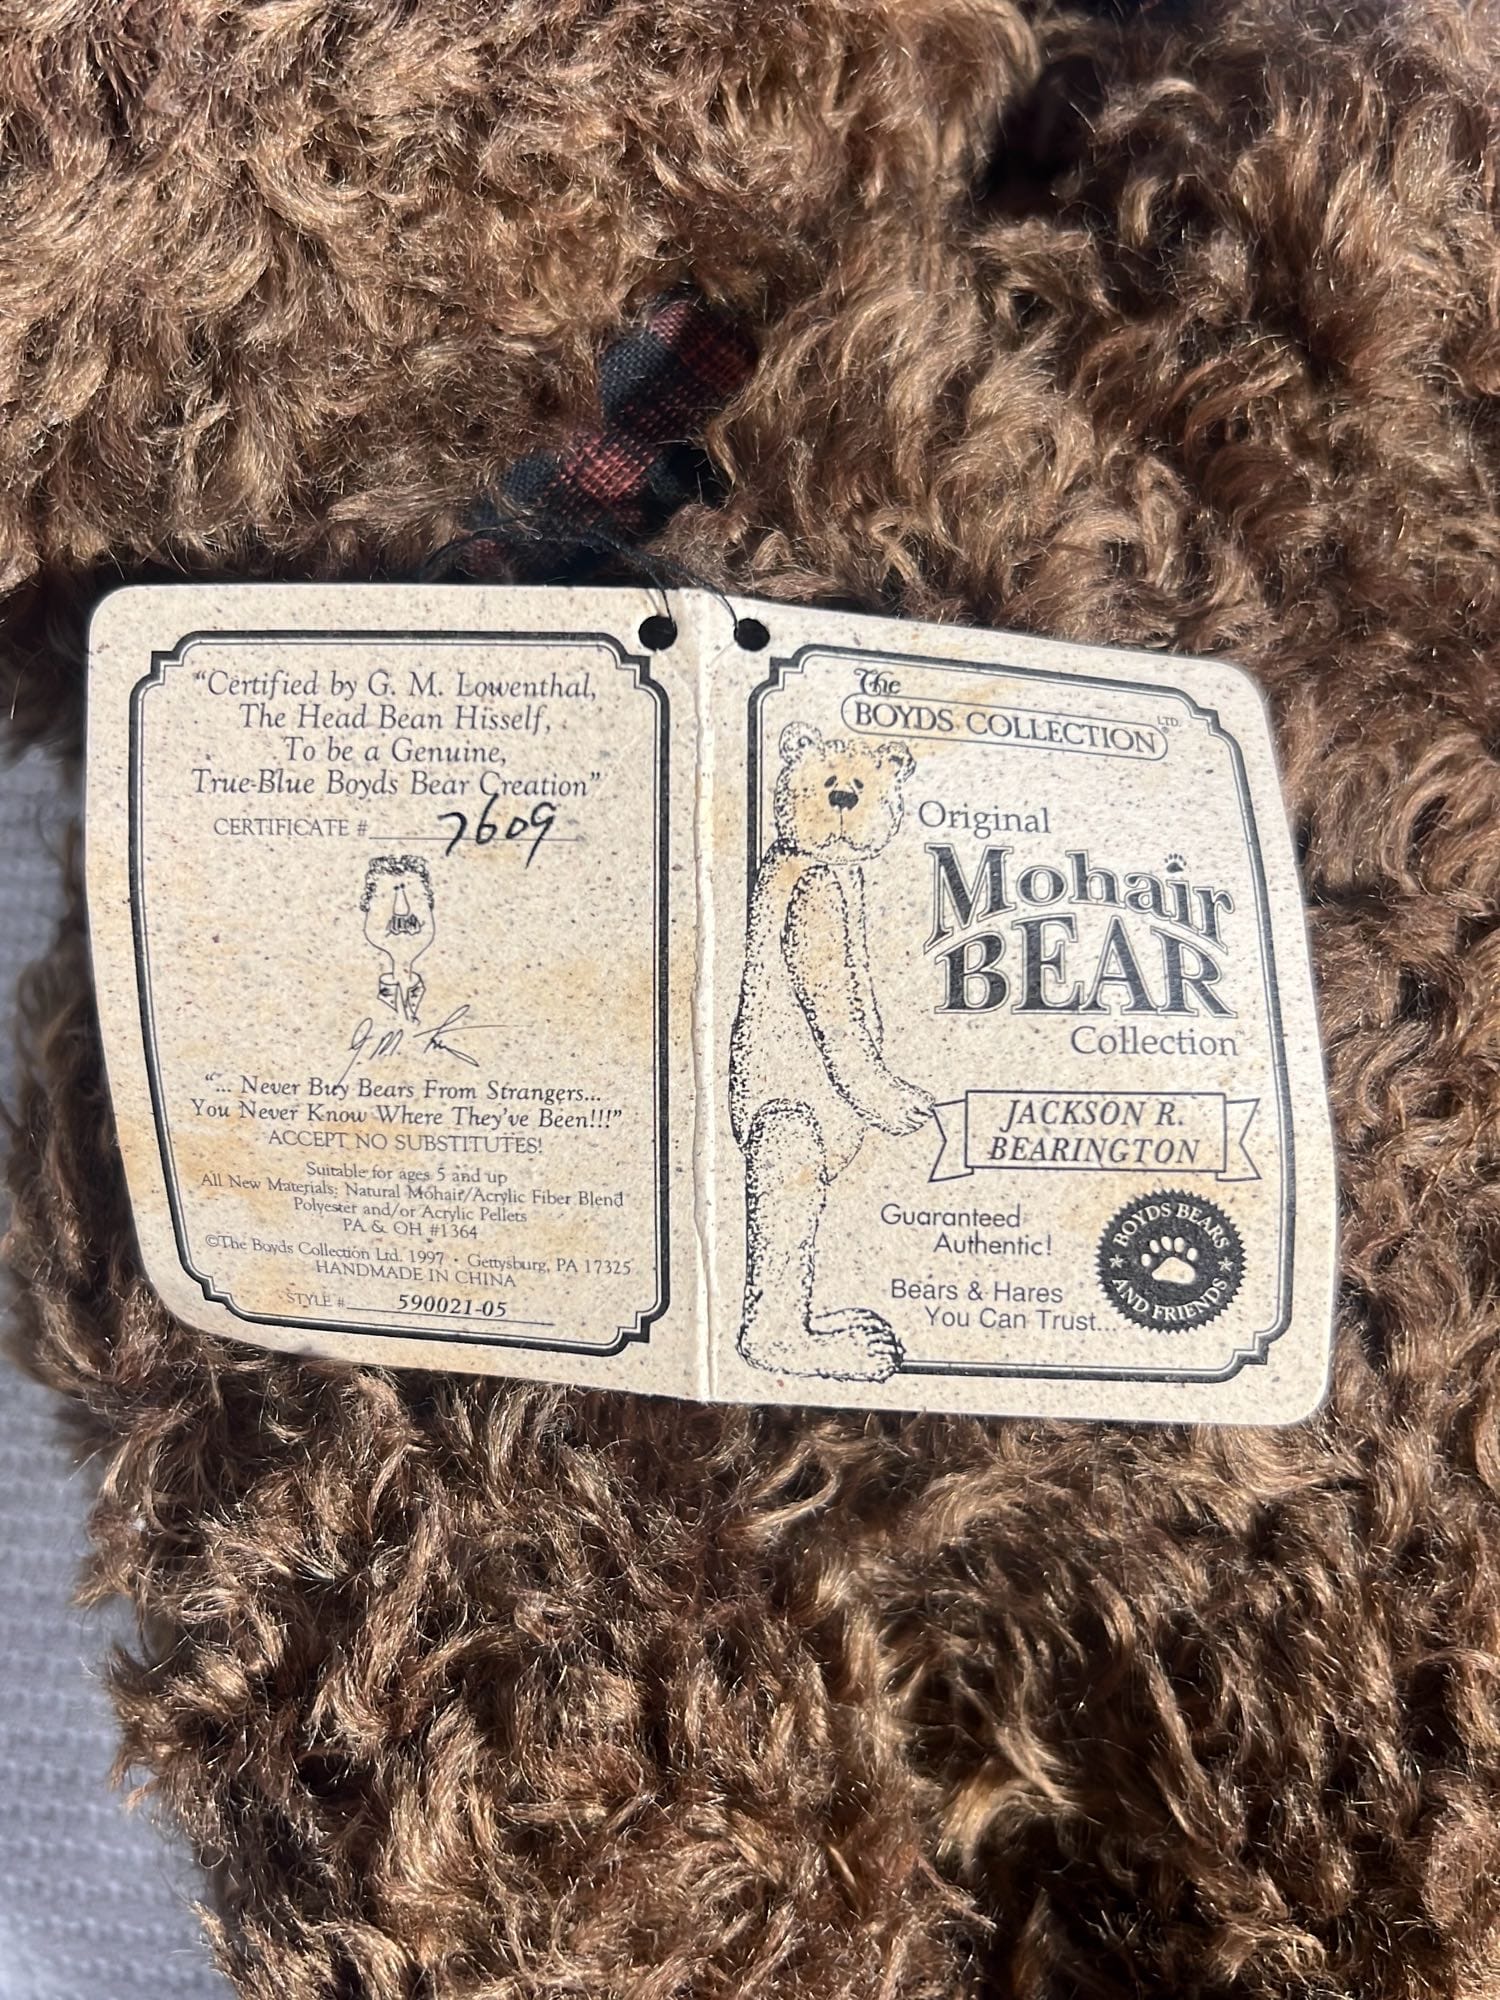 “Certified by G. M. Lowenthal,
The Head Bean Hisself,
To be a Genuine,
True-Blue Boyds Bear Creation”
CERTIFICATE # 7609
G. M.
“... Never Buy Bears From Strangers...
You Never Know Where They’ve Been!!!”
ACCEPT NO SUBSTITUTES!
Suitable for ages 5 and up
All New Materials: Natural Mohair/Acrylic Fiber Blend
Polyester and/or Acrylic Pellets
PA & OH #1364
©The Boyds Collection Ltd. 1997 · Gettysburg, PA 17325
HANDMADE IN CHINA
STYLE # 590021-05
The
BOYDS COLLECTION LTD.®
Original
Mohair
BEAR
Collection™
JACKSON R.
BEARINGTON
Guaranteed
Authentic!
Bears & Hares
You Can Trust...
BOYDS BEARS
AND FRIENDS